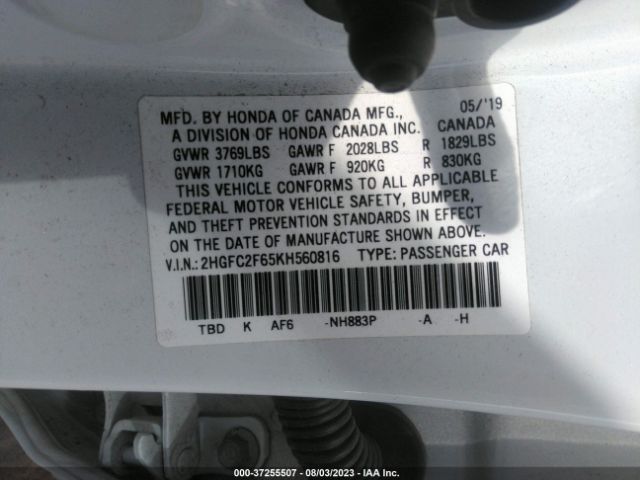 MFD. BY HONDA OF CANADA MFG., 05/'19
A DIVISION OF HONDA CANADA INC. CANADA
GVWR 3769LBS GAWR F 2028LBS R 1829LBS
GVWR 1710KG GAWR F 920KG R 830KG
THIS VEHICLE CONFORMS TO ALL APPLICABLE
FEDERAL MOTOR VEHICLE SAFETY, BUMPER,
AND THEFT PREVENTION STANDARDS IN EFFECT
ON THE DATE OF MANUFACTURE SHOWN ABOVE.
V.I.N.: 2HGFC2F65KH560816 TYPE: PASSENGER CAR
TBD K AF6 -NH883P -A -H
000-37255507 - 08/03/2023 - IAA Inc.